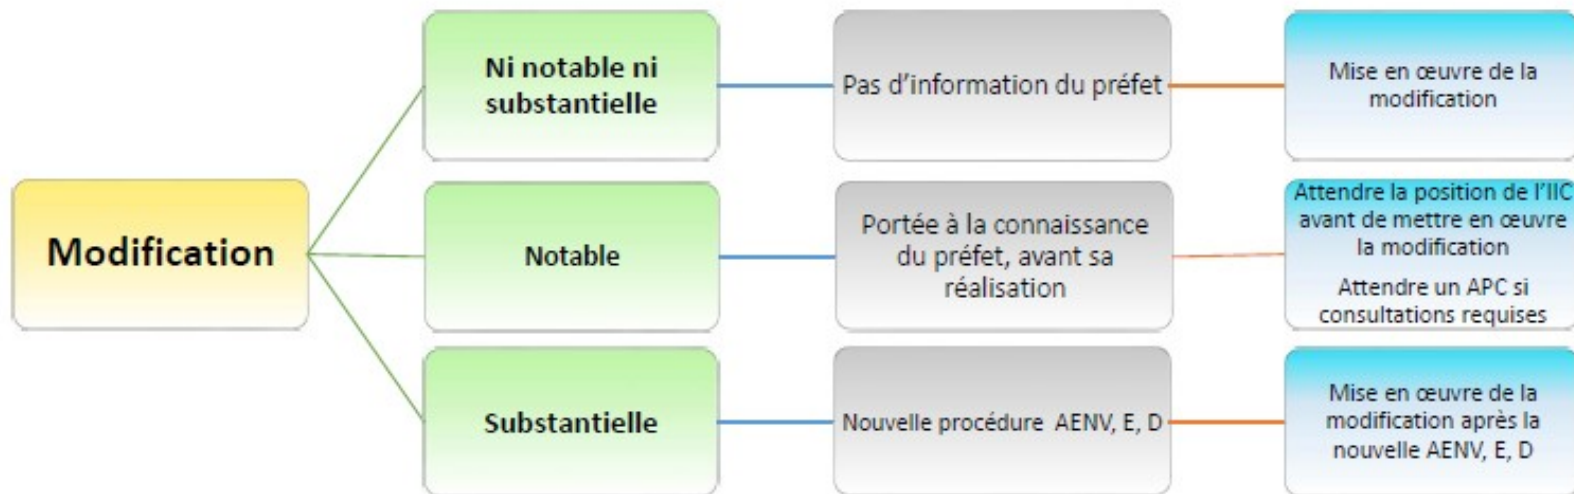 Modification
Ni notable ni
substantielle
Pas d’information du préfet
Mise en œuvre de la
modification
Notable
Portée à la connaissance
du préfet, avant sa
réalisation
Attendre la position de l’IIC
avant de mettre en œuvre
la modification
Attendre un APC si
consultations requises
Substantielle
Nouvelle procédure AENV, E, D
Mise en œuvre de la
modification après la
nouvelle AENV, E, D